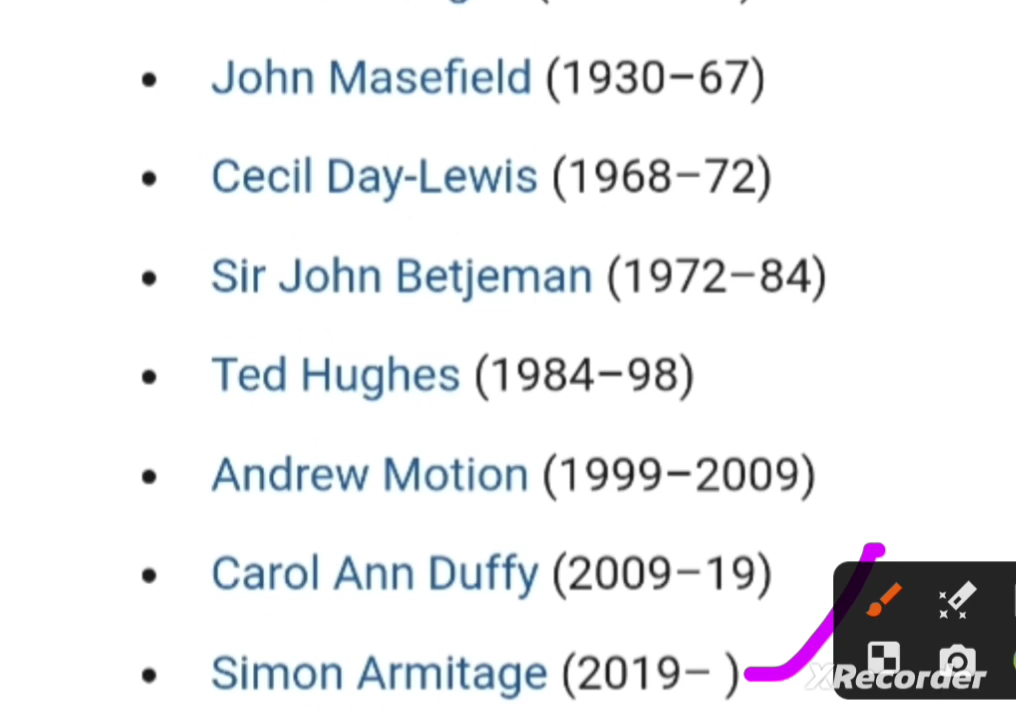 • John Masefield (1930–67)
• Cecil Day-Lewis (1968–72)
• Sir John Betjeman (1972–84)
• Ted Hughes (1984–98)
• Andrew Motion (1999–2009)
• Carol Ann Duffy (2009–19)
• Simon Armitage (2019– )
XRecorder